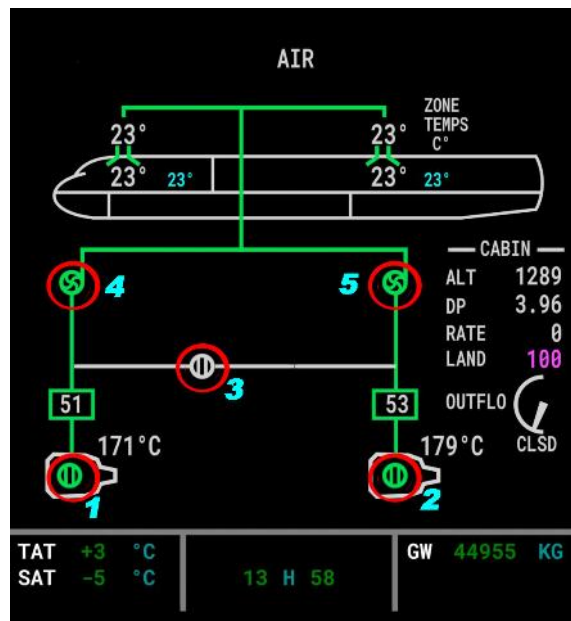 AIR
ZONE
TEMPS
C°
23° 23°
23° 23° 23° 23°
CABIN
ALT 1289
DP 3.96
RATE 0
LAND 100
OUTFLO
CLSD
4 5
3
51 53
171°C 179°C
1 2
TAT +3 °C
SAT -5 °C
13 H 58
GW 44955 KG